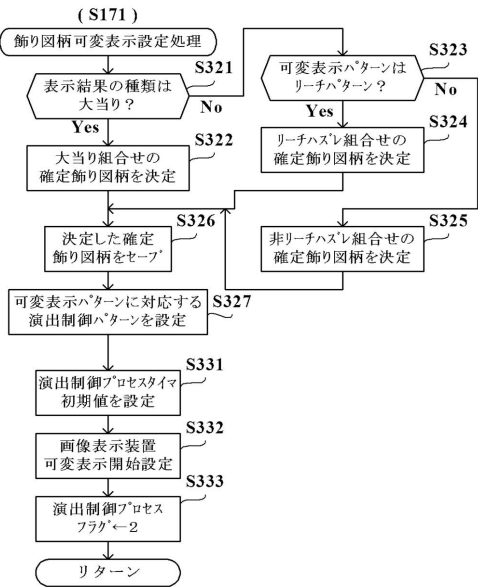 ( S171 )
飾り図柄可変表示設定処理
S321
表示結果の種類は
大当り?
No
Yes
S322
大当り組合せの
確定飾り図柄を決定
S323
可変表示パターンは
リーチパターン?
No
Yes
S324
リーチハズレ組合せの
確定飾り図柄を決定
S325
非リーチハズレ組合せの
確定飾り図柄を決定
S326
決定した確定
飾り図柄をセーブ
S327
可変表示パターンに対応する
演出制御パターンを設定
S331
演出制御プロセスタイマ
初期値を設定
S332
画像表示装置
可変表示開始設定
S333
演出制御プロセス
フラグ←2
リターン